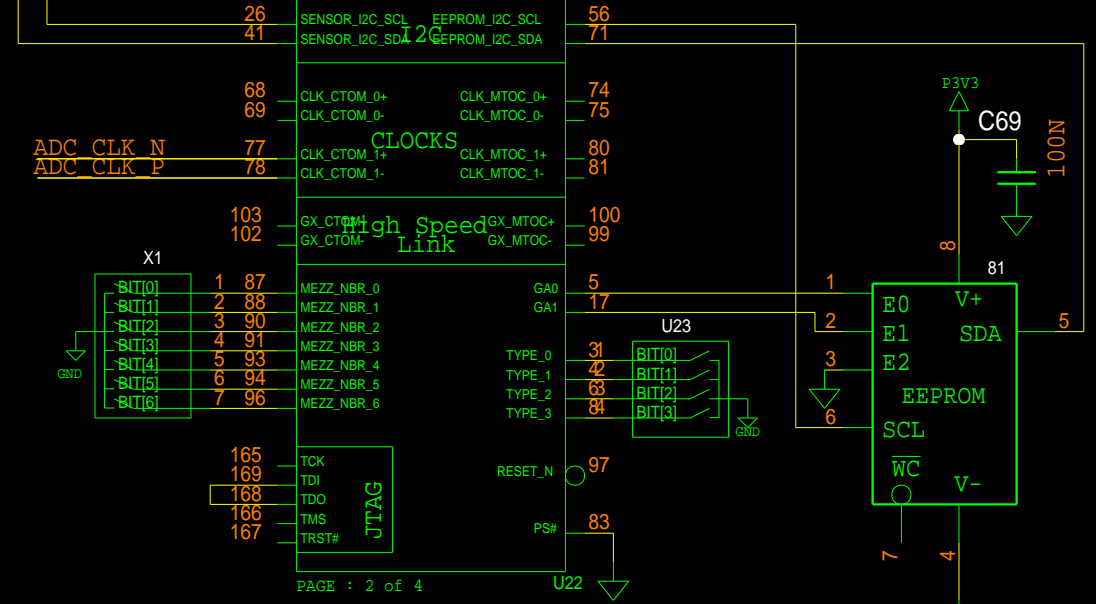 26 SENSOR_I2C_SCL EEPROM_I2C_SCL 56
41 SENSOR_I2C_SDA I2C EEPROM_I2C_SDA 71
68 CLK_CTOM_0+ CLK_MTOC_0+ 74
69 CLK_CTOM_0- CLK_MTOC_0- 75
CLOCKS
ADC_CLK_N 77 CLK_CTOM_1+ CLK_MTOC_1+ 80
ADC_CLK_P 78 CLK_CTOM_1- CLK_MTOC_1- 81
103 GX_CTOM+ High Speed GX_MTOC+ 100
102 GX_CTOM- Link GX_MTOC- 99
X1
BIT[0] 1 87 MEZZ_NBR_0 GA0 5
BIT[1] 2 88 MEZZ_NBR_1 GA1 17
BIT[2] 3 90 MEZZ_NBR_2
BIT[3] 4 91 MEZZ_NBR_3
BIT[4] 5 93 MEZZ_NBR_4
BIT[5] 6 94 MEZZ_NBR_5
BIT[6] 7 96 MEZZ_NBR_6
GND
U23
TYPE_0 BIT[0]
TYPE_1 BIT[1]
TYPE_2 BIT[2]
TYPE_3 BIT[3]
GND
165 TCK
169 TDI
168 TDO
166 TMS
167 TRST#
JTAG
RESET_N 97
PS# 83
PAGE : 2 of 4
U22
P3V3
C69
100N
8
81
1 E0 V+
2 E1 SDA 5
3 E2
EEPROM
6 SCL
WC V-
7 4